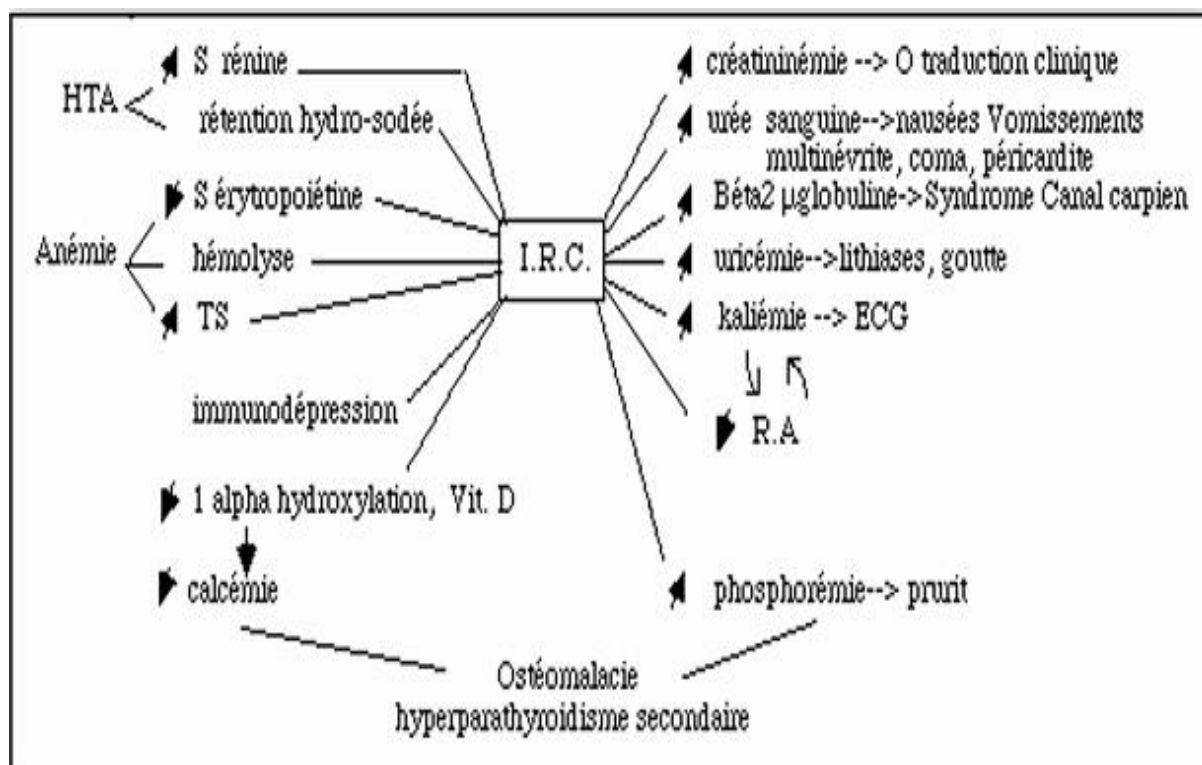 HTA
S rénine
rétention hydro-sodée
Anémie
S érytropoiétine
hémolyse
TS
immunodépression
1 alpha hydroxylation, Vit. D
calcémie
I.R.C.
créatininémie --> O traduction clinique
urée sanguine-->nausées Vomissements
multinévrite, coma, péricardite
Béta2 µglobuline->Syndrome Canal carpien
uricémie-->lithiases, goutte
kaliémie --> ECG
R.A
phosphorémie--> prurit
Ostéomalacie
hyperparathyroidisme secondaire